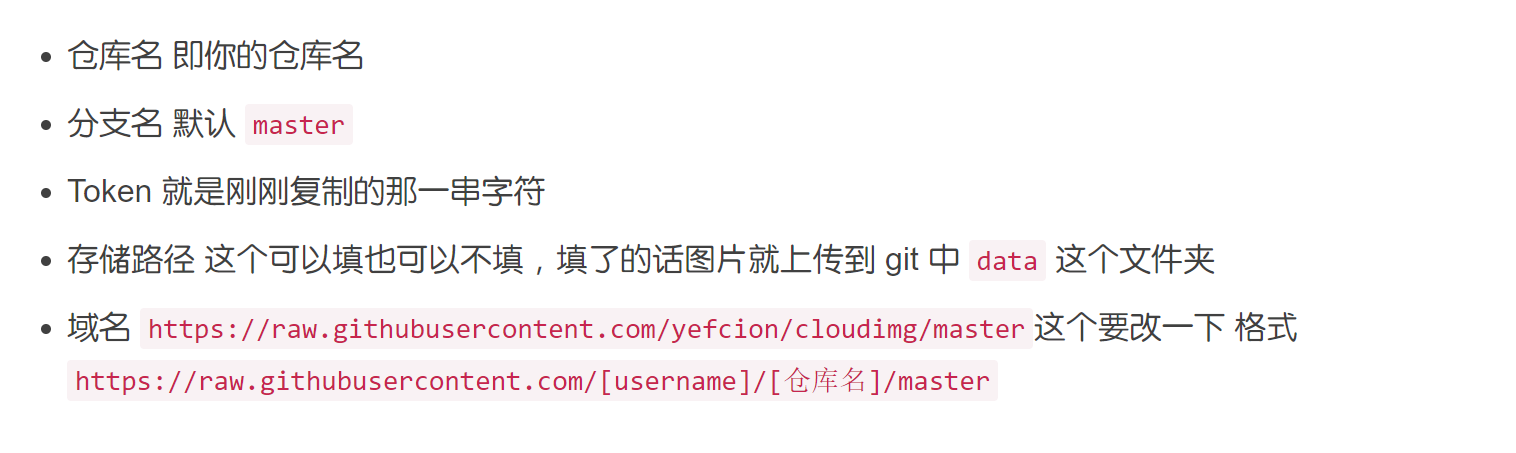 仓库名 即你的仓库名
分支名 默认 master
Token 就是刚刚复制的那一串字符
存储路径 这个可以填也可以不填，填了的话图片就上传到 git 中 data 这个文件夹
域名 https://raw.githubusercontent.com/yefcion/cloudimg/master这个要改一下 格式
https://raw.githubusercontent.com/[username]/[仓库名]/master